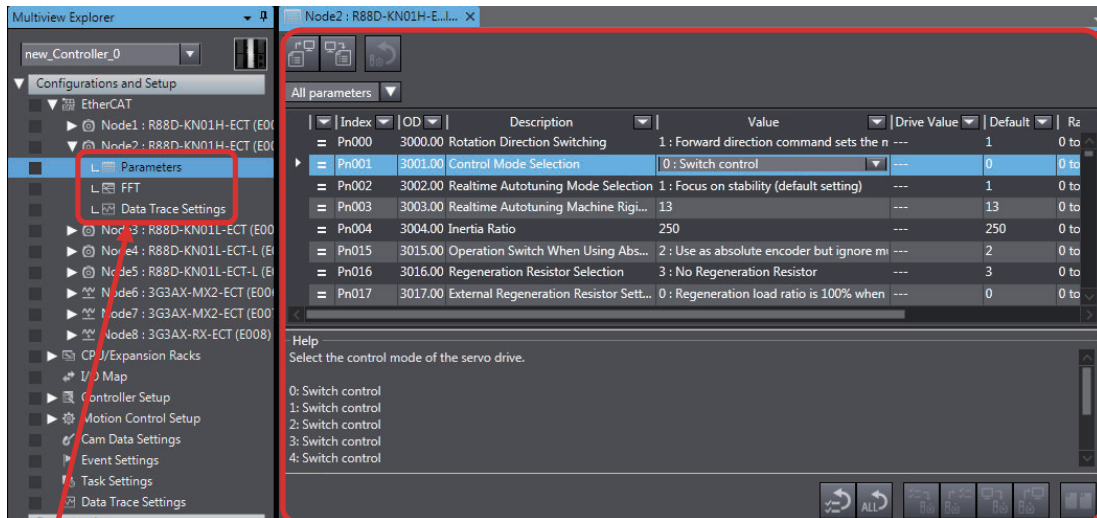 Multiview Explorer
new_Controller_0
Configurations and Setup
EtherCAT
Node1 : R88D-KN01H-ECT (E00
Node2 : R88D-KN01H-ECT (E00
Parameters
FFT
Data Trace Settings
Node3 : R88D-KN01L-ECT (E00
Node4 : R88D-KN01L-ECT-L (E
Node5 : R88D-KN01L-ECT-L (E
Node6 : 3G3AX-MX2-ECT (E00
Node7 : 3G3AX-MX2-ECT (E00
Node8 : 3G3AX-RX-ECT (E008)
CPU/Expansion Racks
I/O Map
Controller Setup
Motion Control Setup
Cam Data Settings
Event Settings
Task Settings
Data Trace Settings
Node2 : R88D-KN01H-E...l...
All parameters
Index OD Description Value Drive Value Default Ra
= Pn000 3000.00 Rotation Direction Switching 1 : Forward direction command sets the n --- 1 0 to
= Pn001 3001.00 Control Mode Selection 0 : Switch control --- 0 0 to
= Pn002 3002.00 Realtime Autotuning Mode Selection 1 : Focus on stability (default setting) --- 1 0 to
= Pn003 3003.00 Realtime Autotuning Machine Rigi... 13 --- 13 0 to
= Pn004 3004.00 Inertia Ratio 250 --- 250 0 to
= Pn015 3015.00 Operation Switch When Using Abs... 2 : Use as absolute encoder but ignore mu --- 2 0 to
= Pn016 3016.00 Regeneration Resistor Selection 3 : No Regeneration Resistor --- 3 0 to
= Pn017 3017.00 External Regeneration Resistor Sett... 0 : Regeneration load ratio is 100% when --- 0 0 to
Help
Select the control mode of the servo drive.
0: Switch control
1: Switch control
2: Switch control
3: Switch control
4: Switch control
ALL